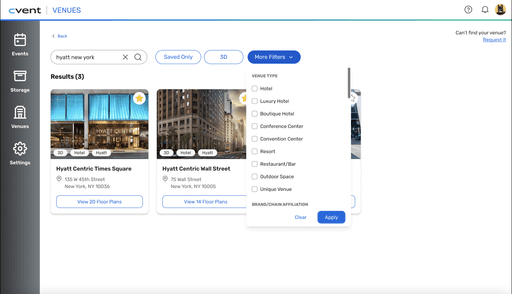 cvent VENUES
Can't find your venue?
Request it
Back
Events
Storage
Venues
Settings
hyatt new york
Saved Only
3D
More Filters
Results (3)
3D Hotel Hyatt
Hyatt Centric Times Square
135 W 45th Street
New York, NY 10036
View 20 Floor Plans
3D Hotel Hyatt
Hyatt Centric Wall Street
75 Wall Street
New York, NY 10005
View 14 Floor Plans
VENUE TYPE
Hotel
Luxury Hotel
Boutique Hotel
Conference Center
Convention Center
Resort
Restaurant/Bar
Outdoor Space
Unique Venue
BRAND/CHAIN AFFILIATION
Clear
Apply